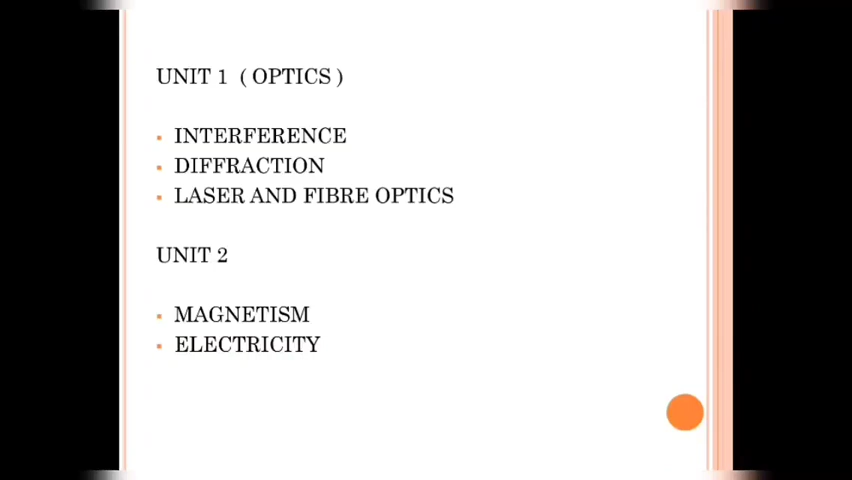 UNIT 1 ( OPTICS )
▪ INTERFERENCE
▪ DIFFRACTION
▪ LASER AND FIBRE OPTICS
UNIT 2
▪ MAGNETISM
▪ ELECTRICITY